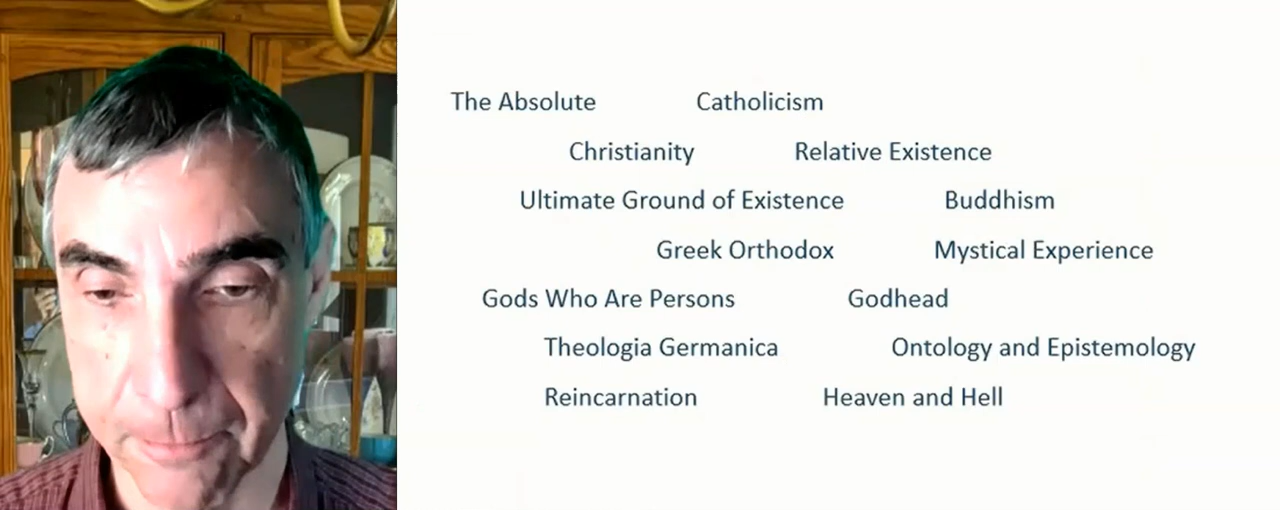 The Absolute Catholicism
Christianity Relative Existence
Ultimate Ground of Existence Buddhism
Greek Orthodox Mystical Experience
Gods Who Are Persons Godhead
Theologia Germanica Ontology and Epistemology
Reincarnation Heaven and Hell